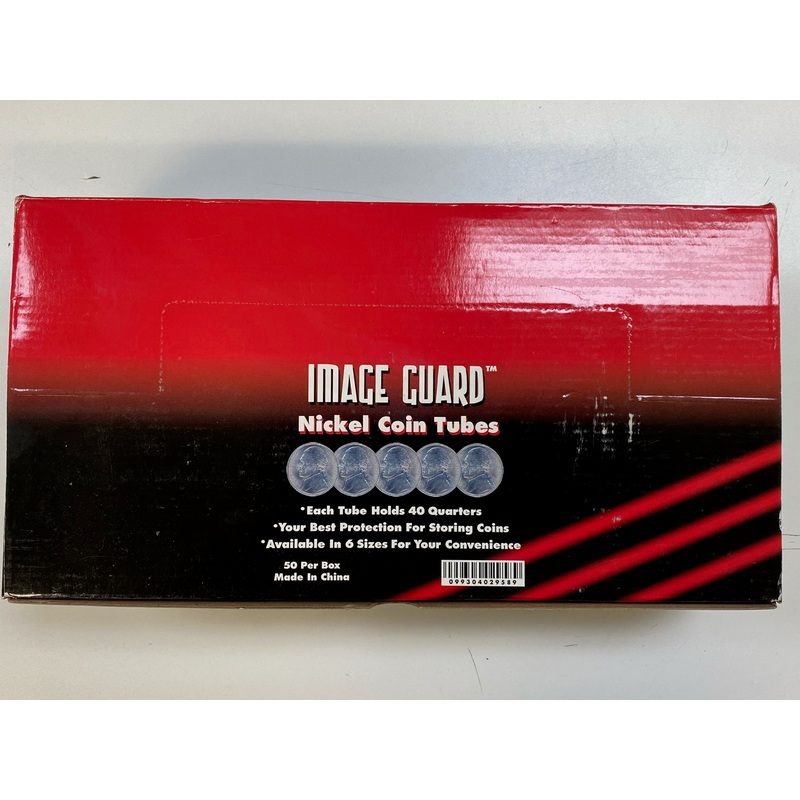 IMAGE GUARD™
Nickel Coin Tubes
*Each Tube Holds 40 Quarters
*Your Best Protection For Storing Coins
*Available In 6 Sizes For Your Convenience
50 Per Box
Made In China
099304029589